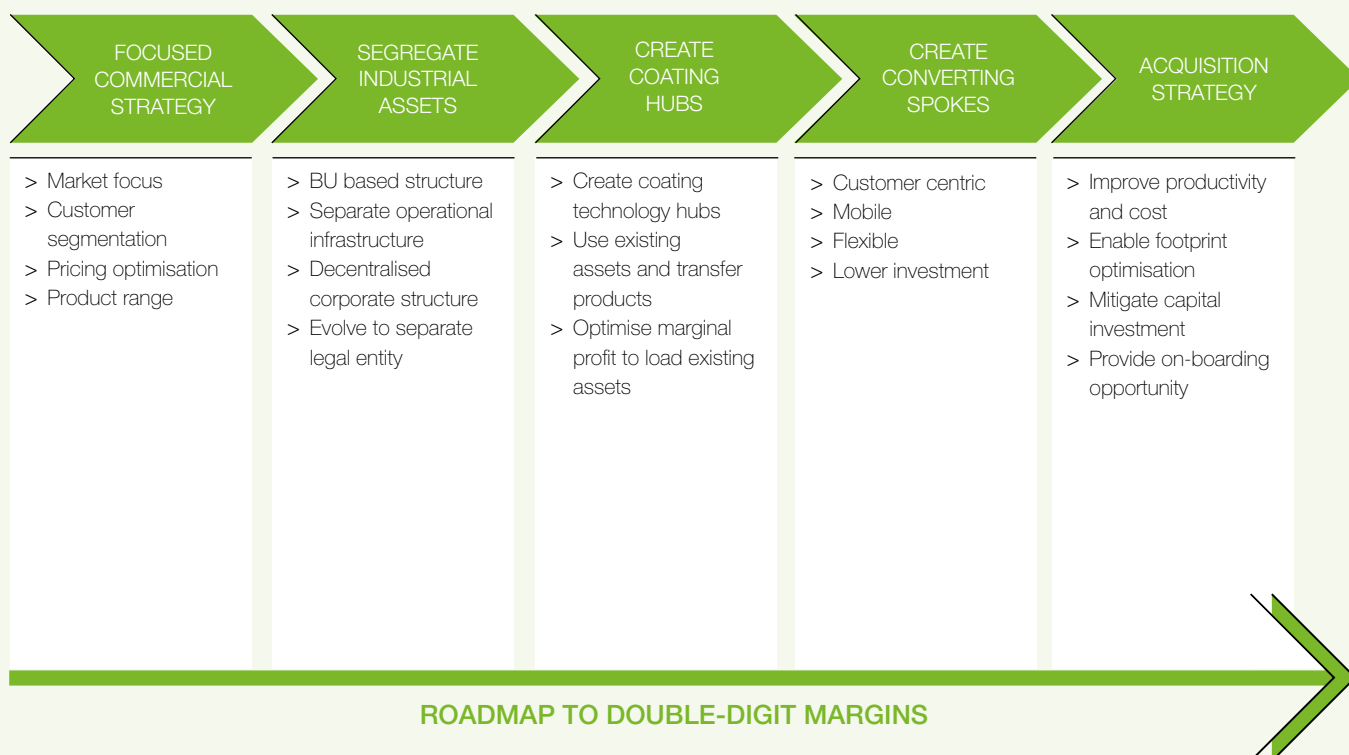 FOCUSED
COMMERCIAL
STRATEGY
SEGREGATE
INDUSTRIAL
ASSETS
CREATE
COATING
HUBS
CREATE
CONVERTING
SPOKES
ACQUISITION
STRATEGY
> Market focus
> Customer
segmentation
> Pricing optimisation
> Product range
> BU based structure
> Separate operational
infrastructure
> Decentralised
corporate structure
> Evolve to separate
legal entity
> Create coating
technology hubs
> Use existing
assets and transfer
products
> Optimise marginal
profit to load existing
assets
> Customer centric
> Mobile
> Flexible
> Lower investment
> Improve productivity
and cost
> Enable footprint
optimisation
> Mitigate capital
investment
> Provide on-boarding
opportunity
ROADMAP TO DOUBLE-DIGIT MARGINS